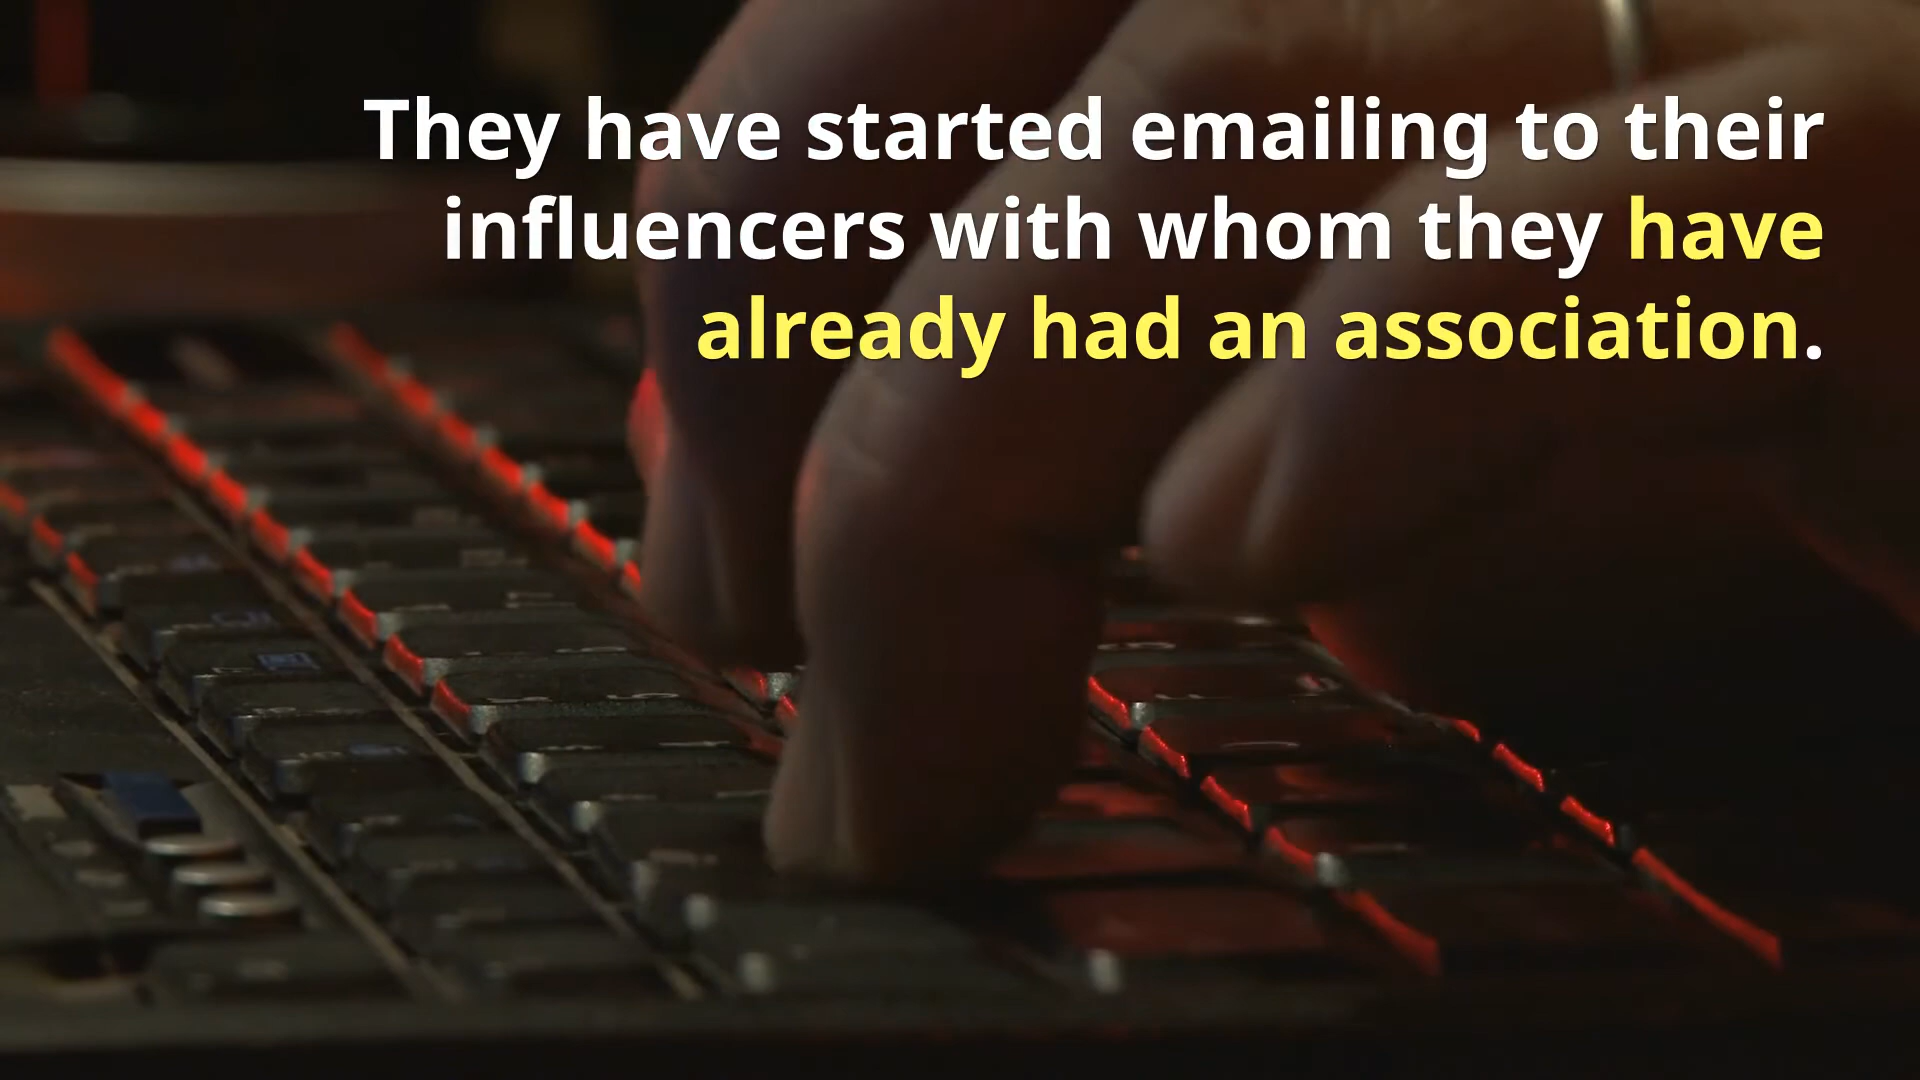 They have started emailing to their
influencers with whom they have
already had an association.